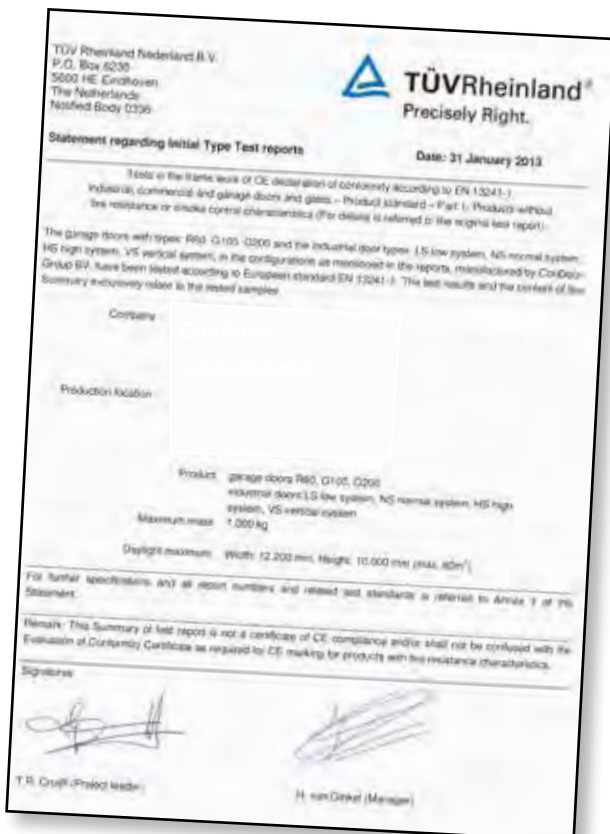 TÜV Rheinland Nederland B.V.
P.O. Box
5600 HE Eindhoven
The Netherlands
Notified Body 0336
TÜVRheinland®
Precisely Right.
Statement regarding Initial Type Test reports
Date: 31 January 2013
Tests in the frame work of CE declaration of conformity according to EN 13241-1
Industrial, commercial and garage doors and gates – Product standard – Part 1: Products without
fire resistance or smoke control characteristics (For details is referred to the original test report).
The garage doors with types: R60, G100, G200 and the industrial door types: LS low system, NS normal system,
HS high system, VS vertical system, in the configurations as mentioned in the reports, manufactured by
Group BV, have been tested according to European standard EN 13241-1. The test results and the content of this
Summary exclusively relate to the tested samples.
Company
Condoor
Production location
Product garage doors R60, G100, G200
industrial doors LS low system, NS normal system, HS high
system, VS vertical system
Maximum mass 1.000 kg
Daylight maximum: Width: 12.200 mm, Height: 10.000 mm (max. 80m²)
For further specifications and all report numbers and related test standards is referred to Annex 1 of this
Statement.
Remark: This Summary of test report is not a certificate of CE compliance and/or shall not be confused with the
Evaluation of Conformity Certificate as required for CE marking for products with fire resistance characteristics.
Signatures
T.R. Cruijff (Project leader)
H. van Ginkel (Manager)